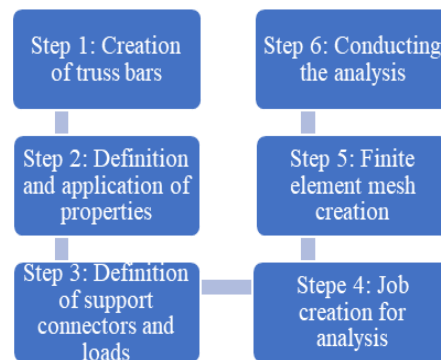 Step 1: Creation
of truss bars
Step 2: Definition
and application of
properties
Step 3: Definition
of support
connectors and
loads
Stepe 4: Job
creation for
analysis
Step 5: Finite
element mesh
creation
Step 6: Conducting
the analysis